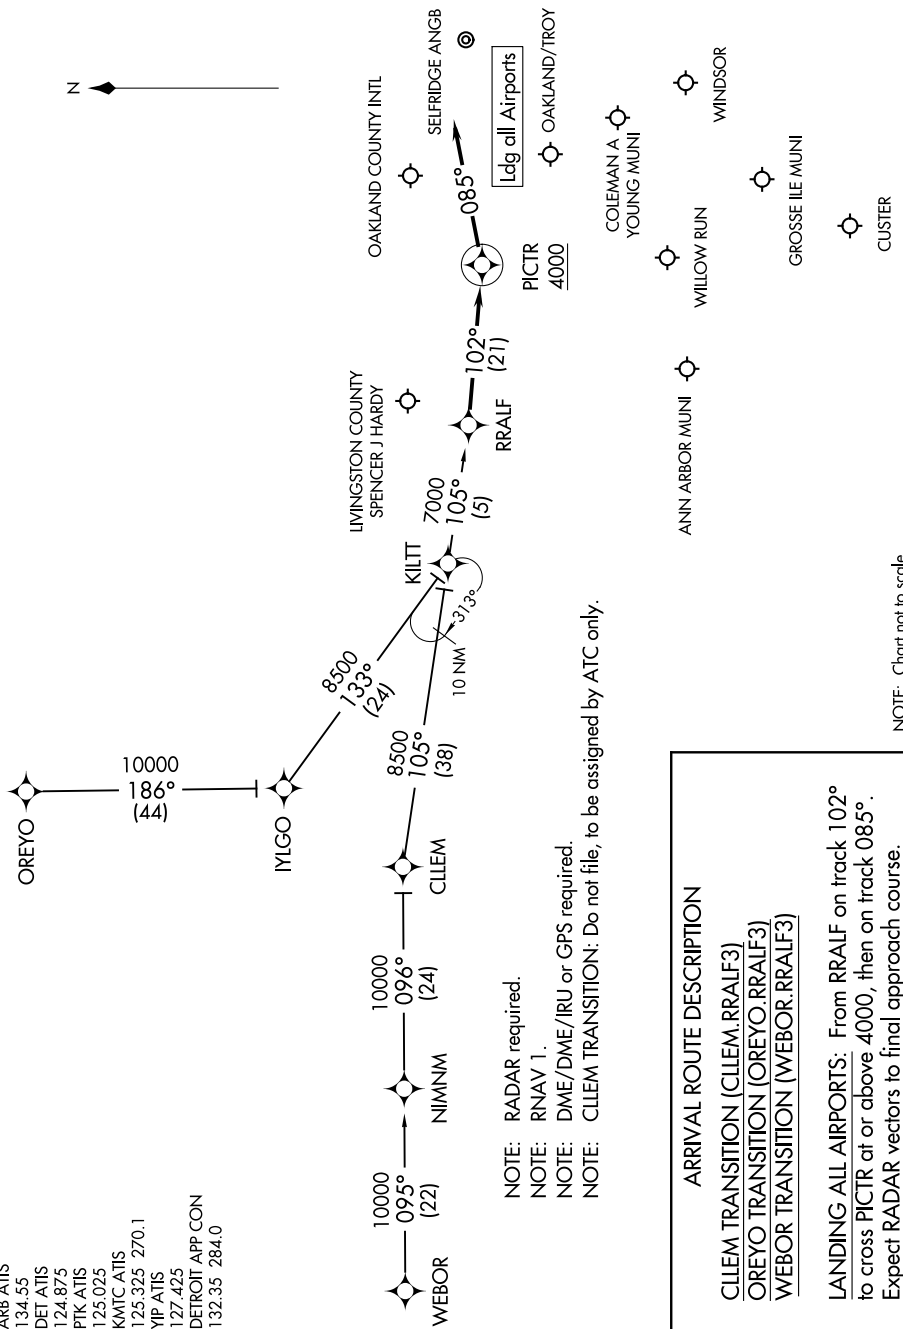 ARB ATIS
134.55
DET ATIS
124.875
PTK ATIS
125.025
KMTC ATIS
125.325 270.1
YIP ATIS
127.425
DETROIT APP CON
132.35 284.0
N
OREYO
10000
186°
(44)
IYLGO
8500
133°
(24)
WEBOR
10000
095°
(22)
NIMNM
10000
096°
(24)
CLLEM
8500
105°
(38)
10 NM
313°
KILTT
7000
105°
(5)
RRALF
102°
(21)
PICTR
4000
085°
LIVINGSTON COUNTY
SPENCER J HARDY
OAKLAND COUNTY INTL
SELFRIDGE ANGB
Ldg all Airports
OAKLAND/TROY
COLEMAN A
YOUNG MUNI
WINDSOR
WILLOW RUN
ANN ARBOR MUNI
GROSSE ILE MUNI
CUSTER
NOTE: RADAR required.
NOTE: RNAV 1.
NOTE: DME/DME/IRU or GPS required.
NOTE: CLLEM TRANSITION: Do not file, to be assigned by ATC only.
NOTE: Chart not to scale
ARRIVAL ROUTE DESCRIPTION
CLLEM TRANSITION (CLLEM.RRALF3)
OREYO TRANSITION (OREYO.RRALF3)
WEBOR TRANSITION (WEBOR.RRALF3)
LANDING ALL AIRPORTS: From RRALF on track 102°
to cross PICTR at or above 4000, then on track 085°.
Expect RADAR vectors to final approach course.